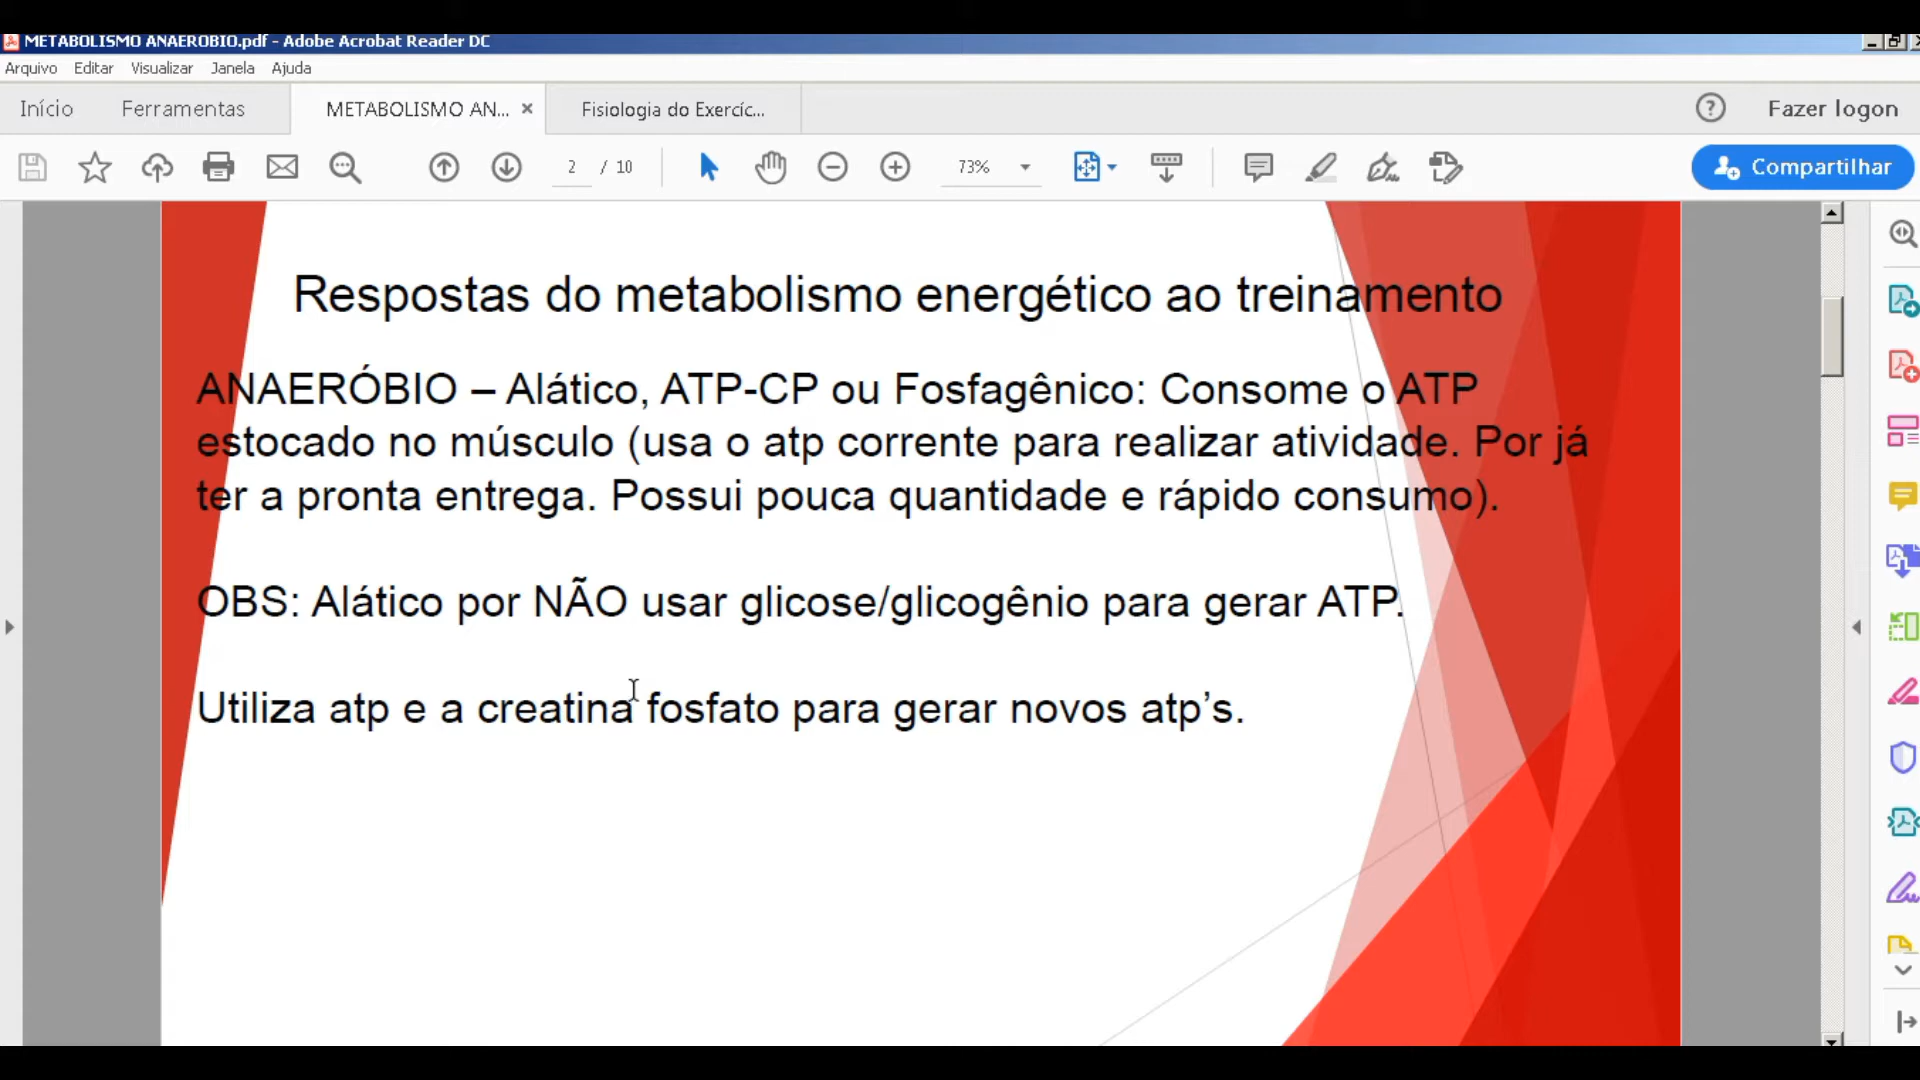 METABOLISMO ANAEROBIO.pdf - Adobe Acrobat Reader DC
Arquivo Editar Visualizar Janela Ajuda
Início Ferramentas METABOLISMO AN... Fisiologia do Exercíc... Fazer logon
2 / 10 73% Compartilhar
Respostas do metabolismo energético ao treinamento
ANAERÓBIO – Alático, ATP-CP ou Fosfagênico: Consome o ATP
estocado no músculo (usa o atp corrente para realizar atividade. Por já
ter a pronta entrega. Possui pouca quantidade e rápido consumo).
OBS: Alático por NÃO usar glicose/glicogênio para gerar ATP.
Utiliza atp e a creatina fosfato para gerar novos atp’s.